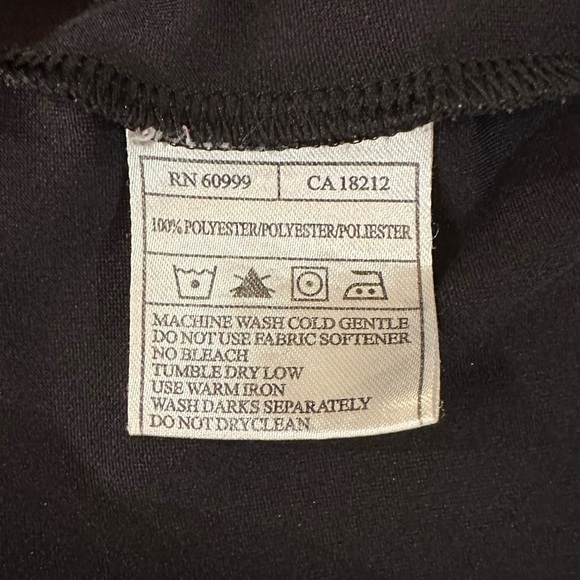 RN 60999 CA 18212
100% POLYESTER/POLYESTER/POLIESTER
MACHINE WASH COLD GENTLE
DO NOT USE FABRIC SOFTENER
NO BLEACH
TUMBLE DRY LOW
USE WARM IRON
WASH DARKS SEPARATELY
DO NOT DRYCLEAN